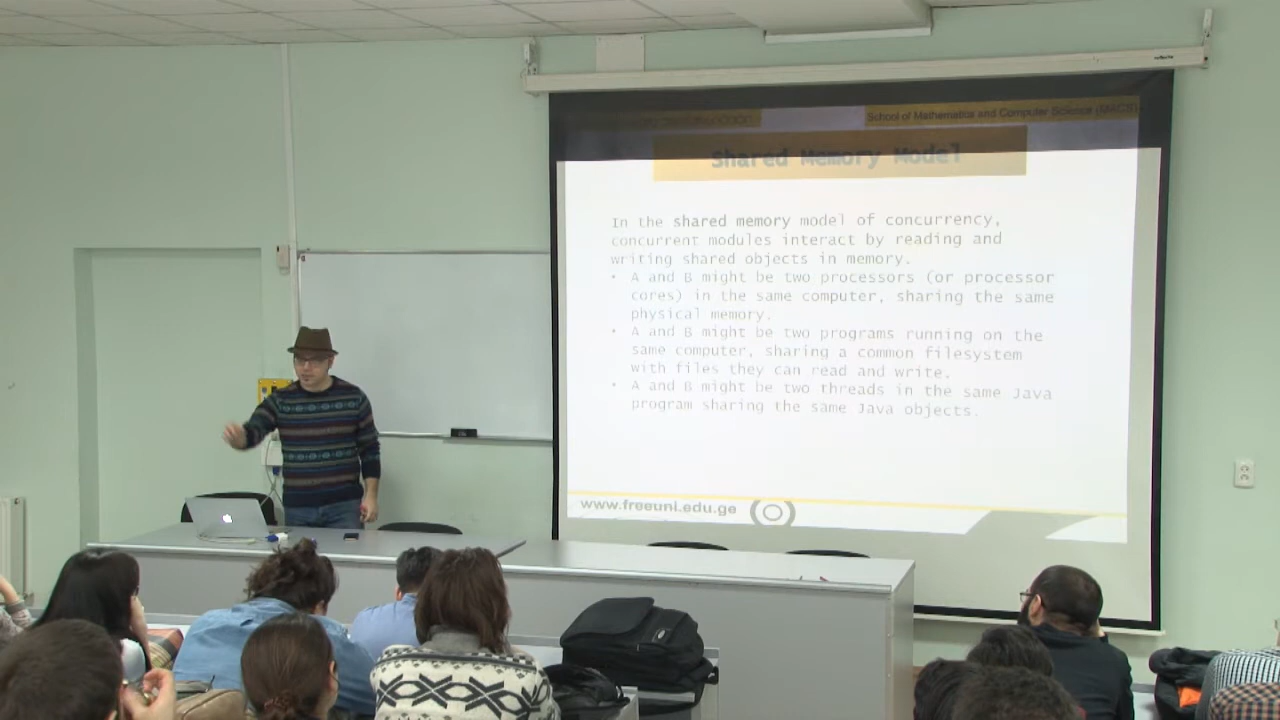 School of Mathematics and Computer Science (MACS)
Shared Memory Model
In the shared memory model of concurrency,
concurrent modules interact by reading and
writing shared objects in memory.
• A and B might be two processors (or processor
cores) in the same computer, sharing the same
physical memory.
• A and B might be two programs running on the
same computer, sharing a common filesystem
with files they can read and write.
• A and B might be two threads in the same Java
program sharing the same Java objects.
www.freeuni.edu.ge